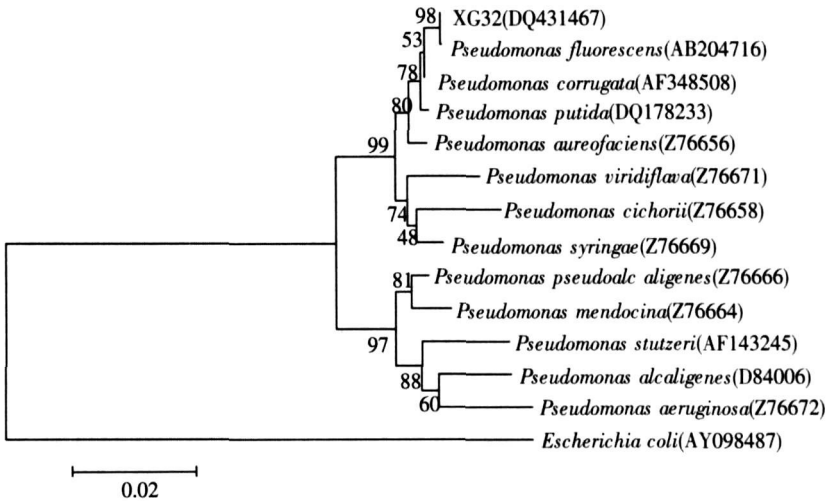 98 XG32(DQ431467)
53
Pseudomonas fluorescens(AB204716)
78
Pseudomonas corrugata(AF348508)
80
Pseudomonas putida(DQ178233)
99
Pseudomonas aureofaciens(Z76656)
Pseudomonas viridiflava(Z76671)
74
Pseudomonas cichorii(Z76658)
48
Pseudomonas syringae(Z76669)
81
Pseudomonas pseudoalc aligenes(Z76666)
Pseudomonas mendocina(Z76664)
97
Pseudomonas stutzeri(AF143245)
88
Pseudomonas alcaligenes(D84006)
60
Pseudomonas aeruginosa(Z76672)
Escherichia coli(AY098487)
0.02